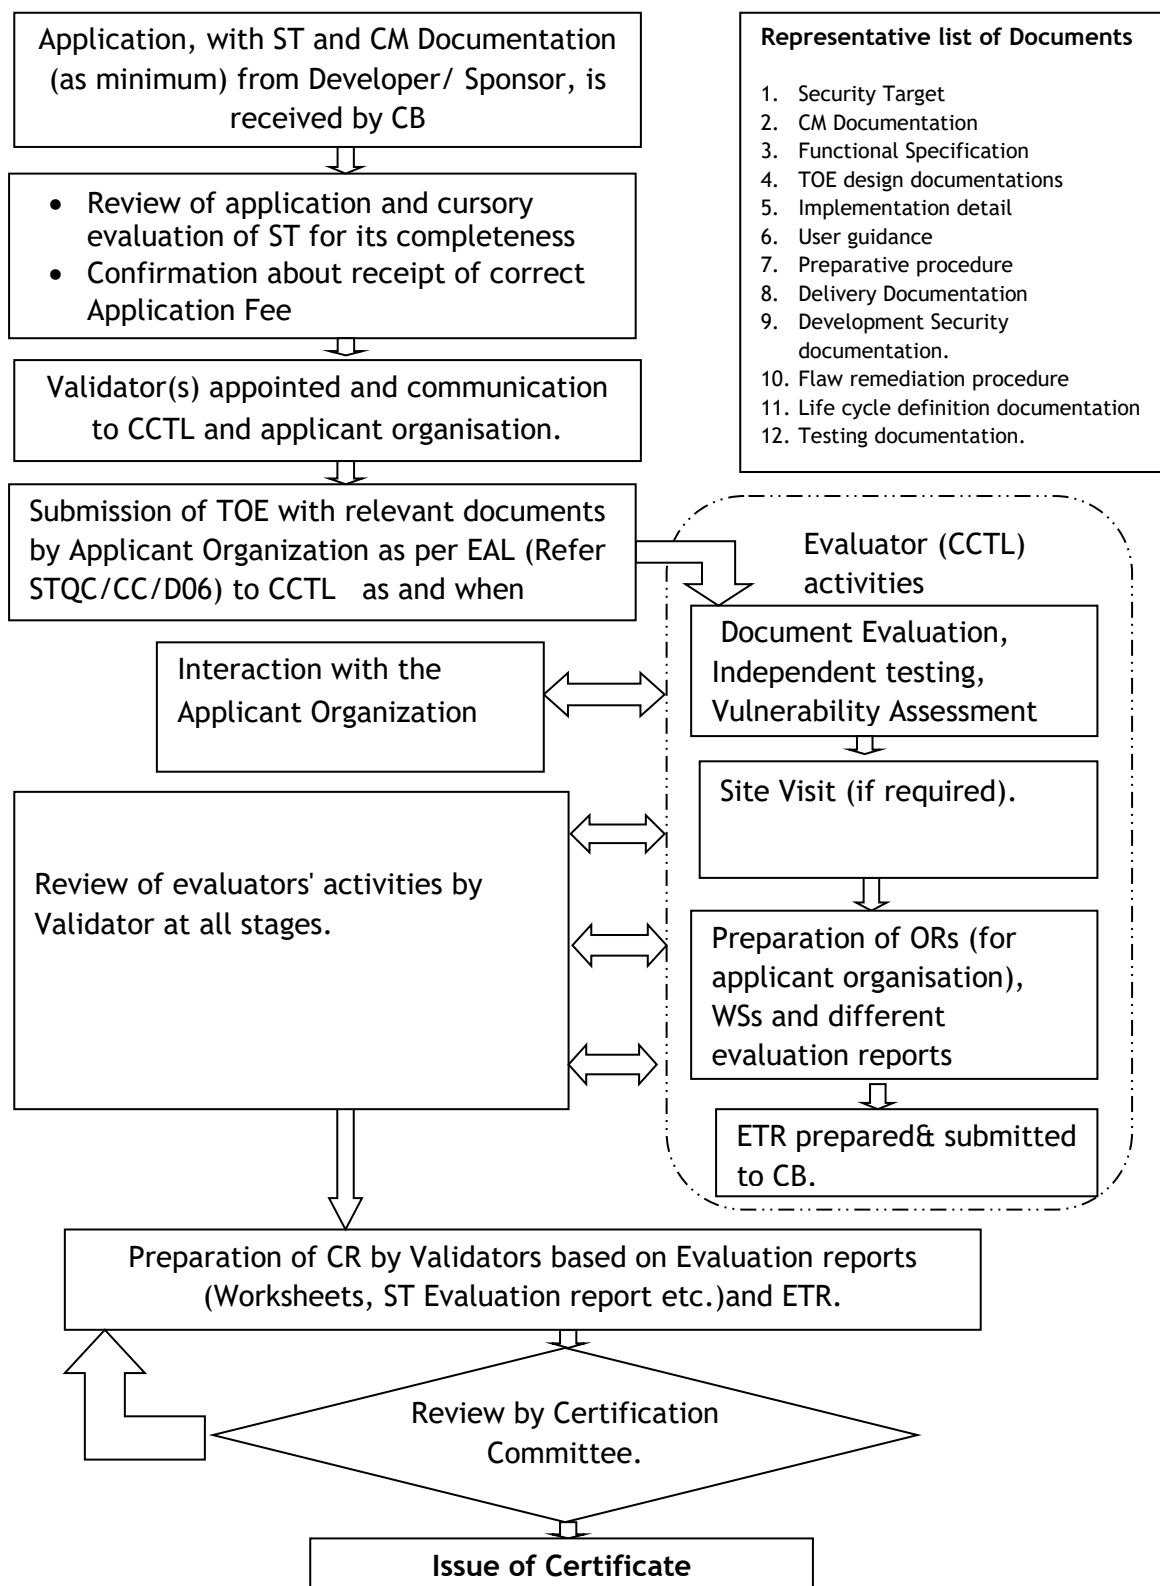 Application, with ST and CM Documentation
(as minimum) from Developer/ Sponsor, is
received by CB
• Review of application and cursory
evaluation of ST for its completeness
• Confirmation about receipt of correct
Application Fee
Validator(s) appointed and communication
to CCTL and applicant organisation.
Submission of TOE with relevant documents
by Applicant Organization as per EAL (Refer
STQC/CC/D06) to CCTL as and when
Representative list of Documents
1. Security Target
2. CM Documentation
3. Functional Specification
4. TOE design documentations
5. Implementation detail
6. User guidance
7. Preparative procedure
8. Delivery Documentation
9. Development Security
documentation.
10. Flaw remediation procedure
11. Life cycle definition documentation
12. Testing documentation.
Evaluator (CCTL)
activities
Document Evaluation,
Independent testing,
Vulnerability Assessment
Interaction with the
Applicant Organization
Site Visit (if required).
Review of evaluators' activities by
Validator at all stages.
Preparation of ORs (for
applicant organisation),
WSs and different
evaluation reports
ETR prepared& submitted
to CB.
Preparation of CR by Validators based on Evaluation reports
(Worksheets, ST Evaluation report etc.)and ETR.
Review by Certification
Committee.
Issue of Certificate